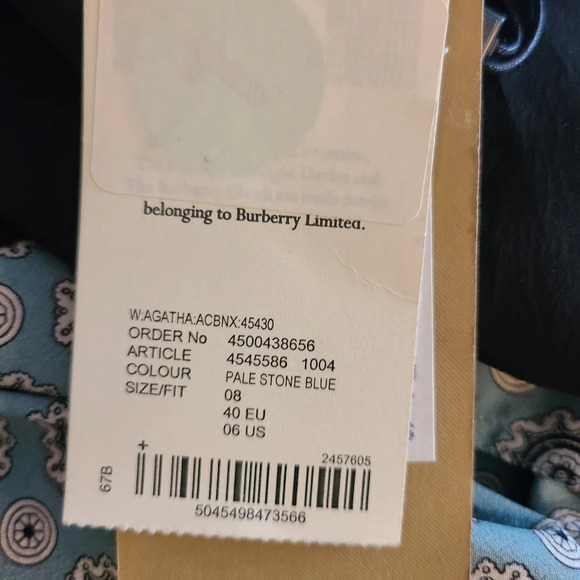 belonging to Burberry Limited.
W:AGATHA:ACBNX:45430
ORDER No 4500438656
ARTICLE 4545586 1004
COLOUR PALE STONE BLUE
SIZE/FIT 08
40 EU
06 US
2457605
67B
5045498473566